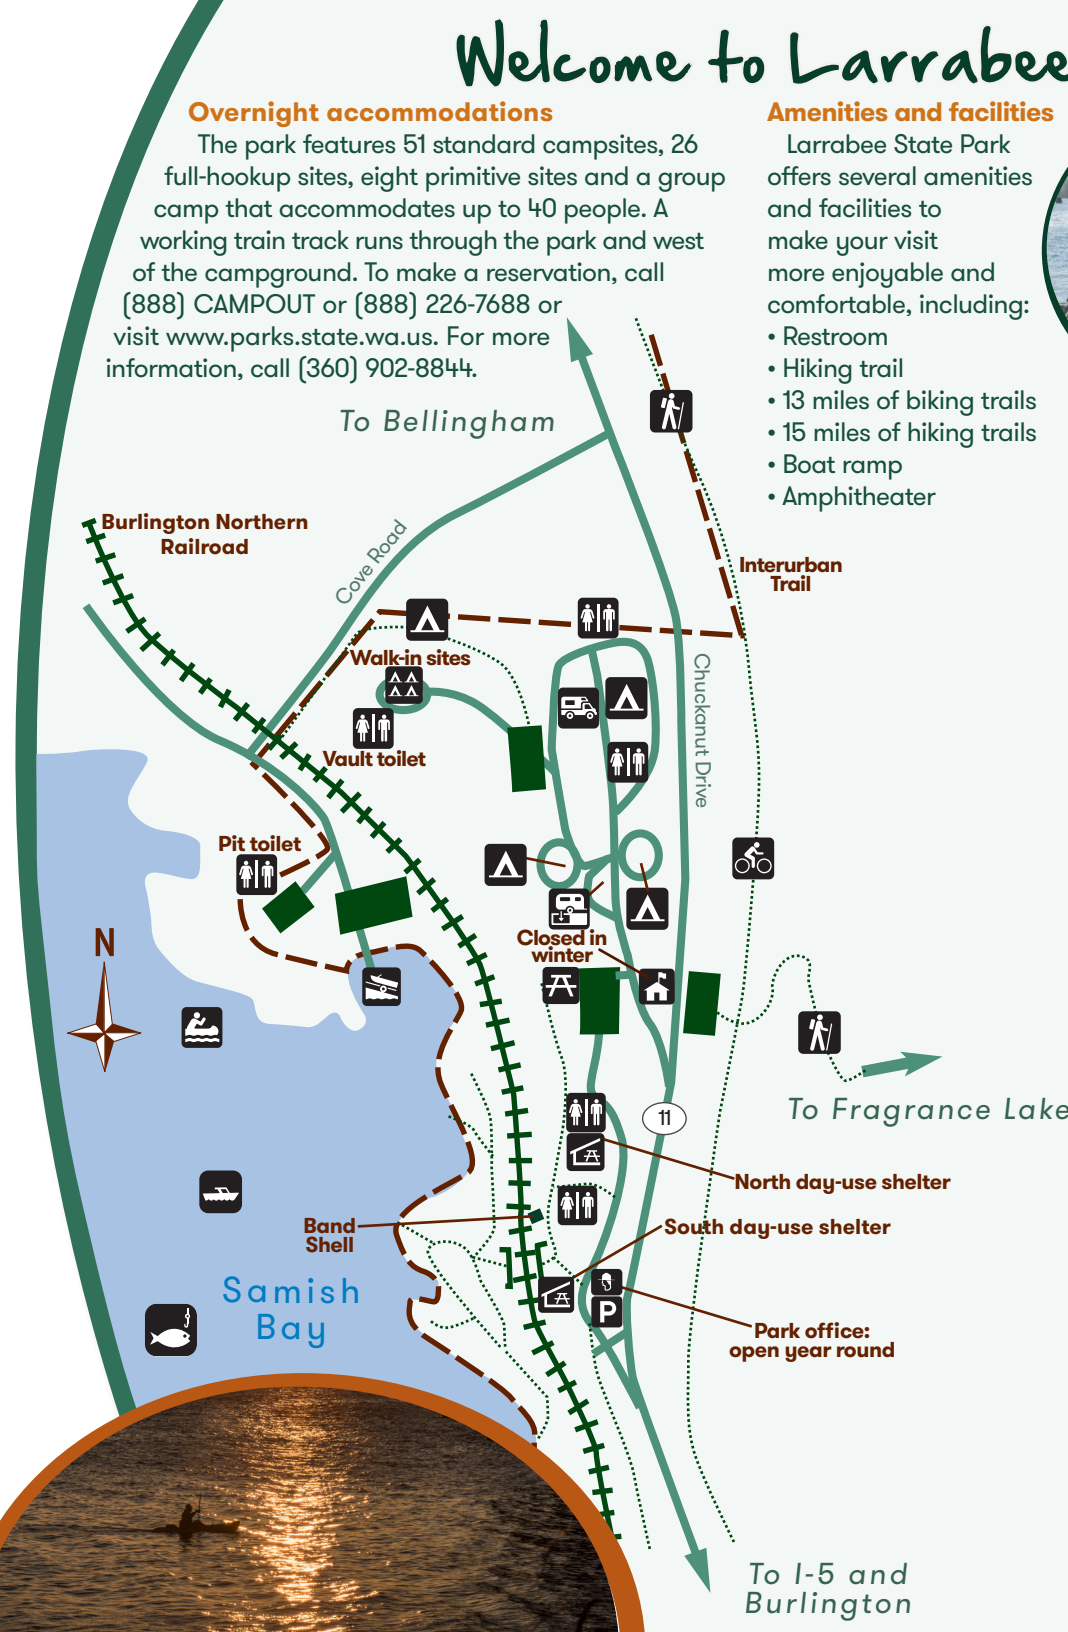 Welcome to Larrabee
Overnight accommodations
The park features 51 standard campsites, 26
full-hookup sites, eight primitive sites and a group
camp that accommodates up to 40 people. A
working train track runs through the park and west
of the campground. To make a reservation, call
(888) CAMPOUT or (888) 226-7688 or
visit www.parks.state.wa.us. For more
information, call (360) 902-8844.
Amenities and facilities
Larrabee State Park
offers several amenities
and facilities to
make your visit
more enjoyable and
comfortable, including:
• Restroom
• Hiking trail
• 13 miles of biking trails
• 15 miles of hiking trails
• Boat ramp
• Amphitheater
To Bellingham
Burlington Northern
Railroad
Cove Road
Interurban
Trail
Walk-in sites
Chuckanut Drive
Vault toilet
Pit toilet
N
Closed in
winter
To Fragrance Lake
11
North day-use shelter
Band
Shell
South day-use shelter
Samish
Bay
P
Park office:
open year round
To I-5 and
Burlington